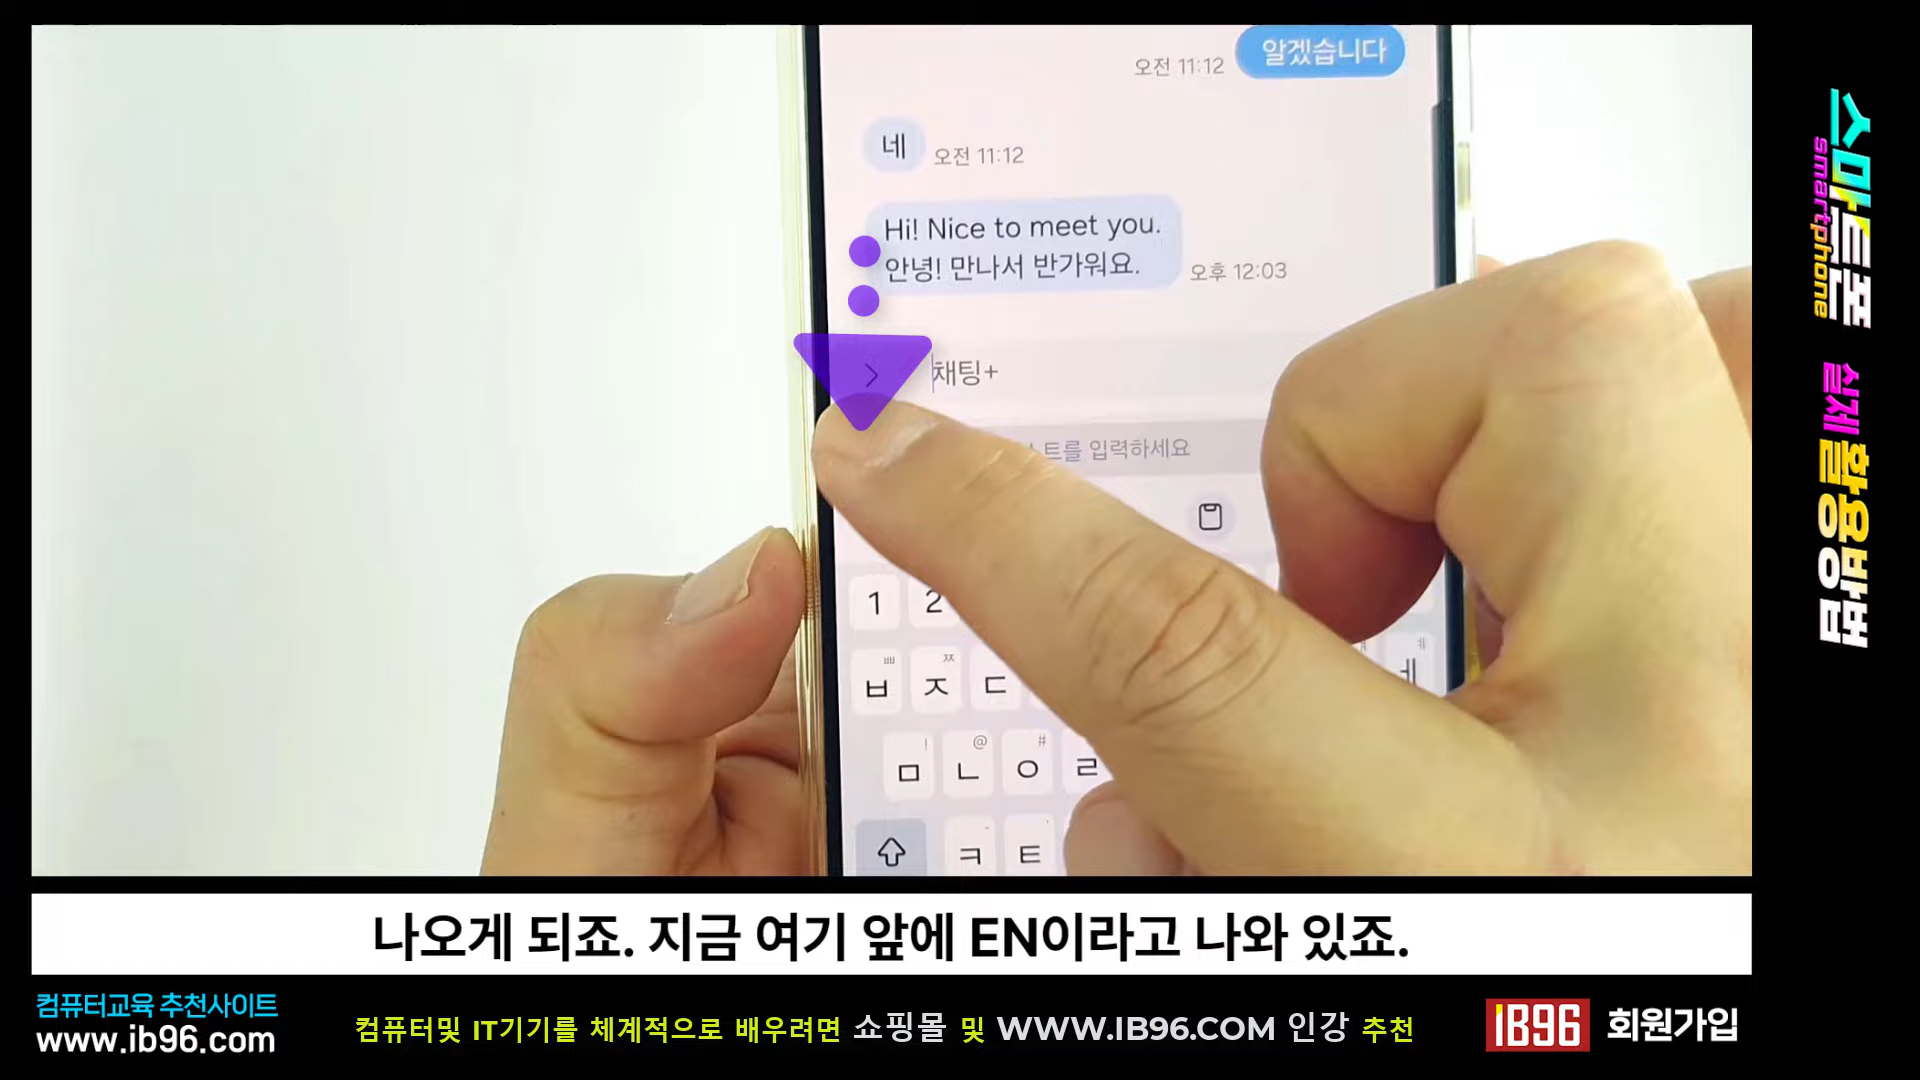 알겠습니다
오전 11:12
네
오전 11:12
Hi! Nice to meet you.
안녕! 만나서 반가워요.
오후 12:03
채팅+
스트를 입력하세요
1 2
ㅃ ㅉ ㅖ
ㅂ ㅈ ㄷ ㅔ
! @ #
ㅁ ㄴ ㅇ ㄹ
ㅋ ㅌ
스마트폰
smartphone
실제
활용방법
나오게 되죠. 지금 여기 앞에 EN이라고 나와 있죠.
컴퓨터교육 추천사이트
www.ib96.com
컴퓨터및 IT기기를 체계적으로 배우려면 쇼핑몰 및 WWW.IB96.COM 인강 추천
IB96 회원가입